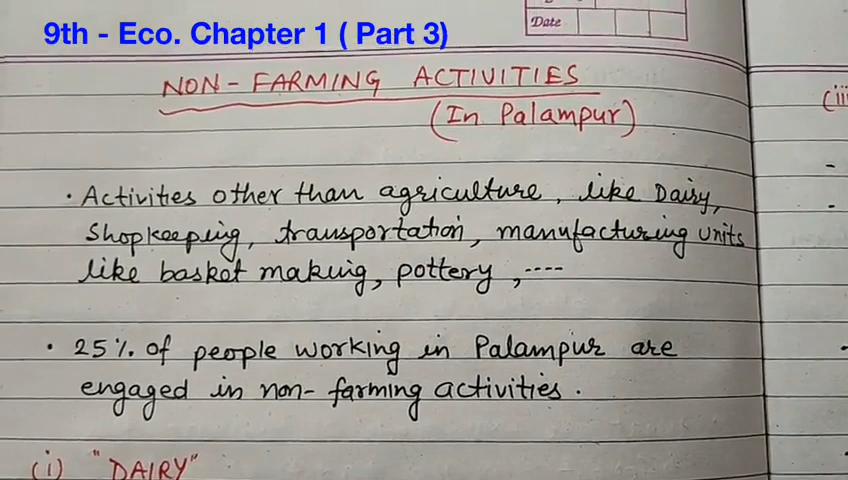 9th - Eco. Chapter 1 ( Part 3)
Date
NON-FARMING ACTIVITIES
(In Palampur)
(iii
• Activities other than agriculture, like Dairy,
Shopkeeping, transportation, manufacturing units
like basket making, pottery, ----
• 25% of people working in Palampur are
engaged in non-farming activities.
(i) "DAIRY"